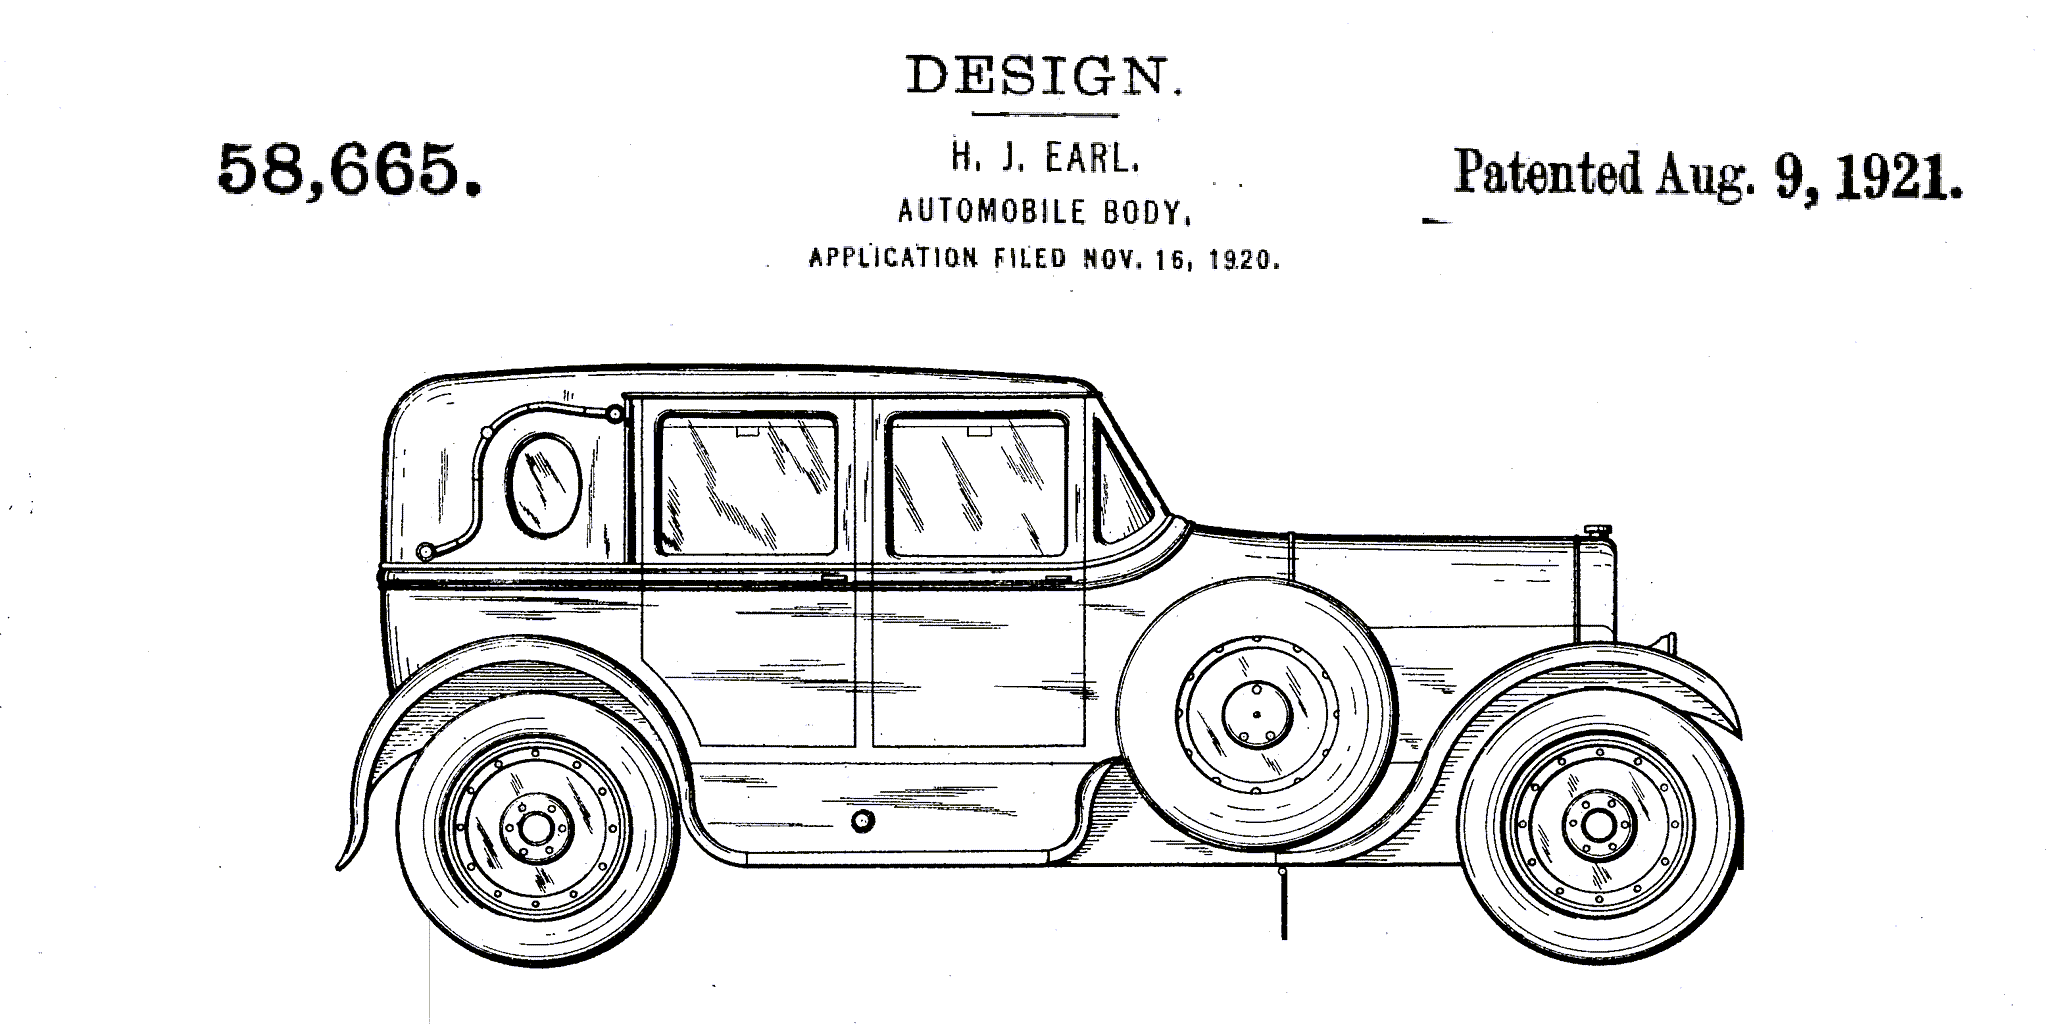 DESIGN.
58,665.
H. J. EARL.
Patented Aug. 9, 1921.
AUTOMOBILE BODY.
APPLICATION FILED NOV. 16, 1920.